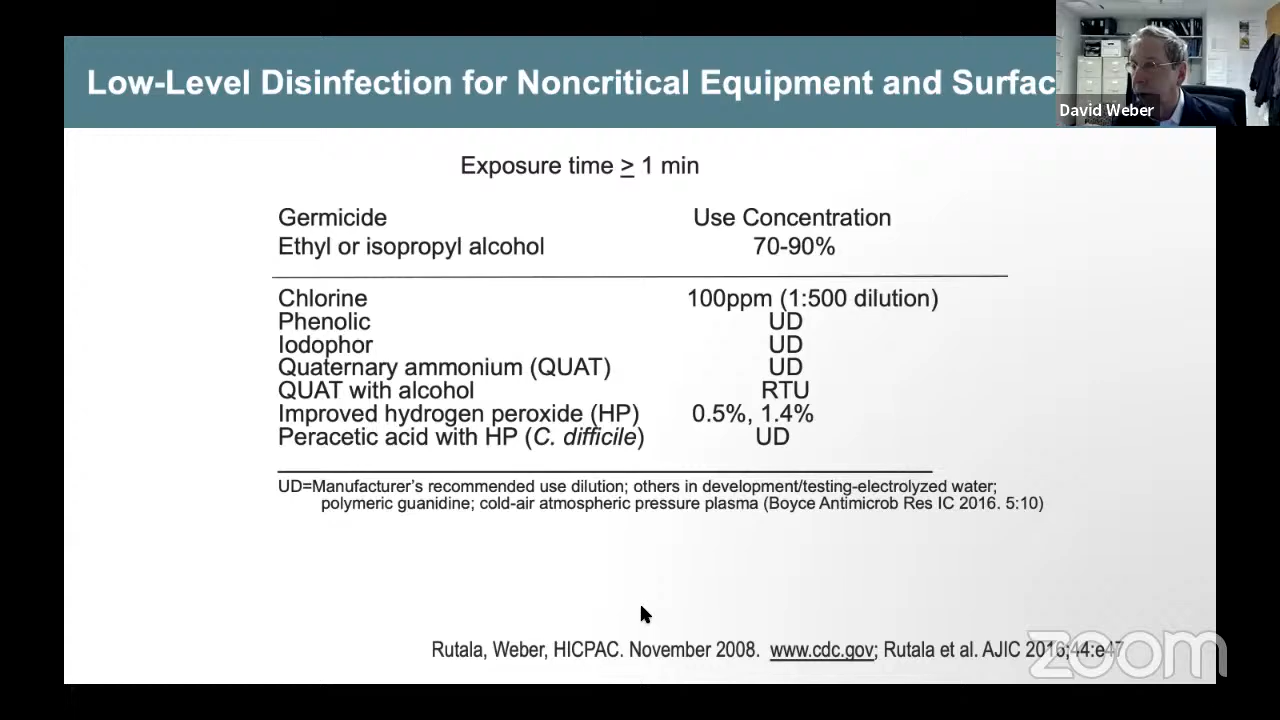 Low-Level Disinfection for Noncritical Equipment and Surfac
David Weber
Exposure time ≥ 1 min
Germicide Use Concentration
Ethyl or isopropyl alcohol 70-90%
Chlorine 100ppm (1:500 dilution)
Phenolic UD
Iodophor UD
Quaternary ammonium (QUAT) UD
QUAT with alcohol RTU
Improved hydrogen peroxide (HP) 0.5%, 1.4%
Peracetic acid with HP (C. difficile) UD
UD=Manufacturer's recommended use dilution; others in development/testing-electrolyzed water;
polymeric guanidine; cold-air atmospheric pressure plasma (Boyce Antimicrob Res IC 2016. 5:10)
Rutala, Weber, HICPAC. November 2008. www.cdc.gov; Rutala et al. AJIC 2016;44:e47
zoom